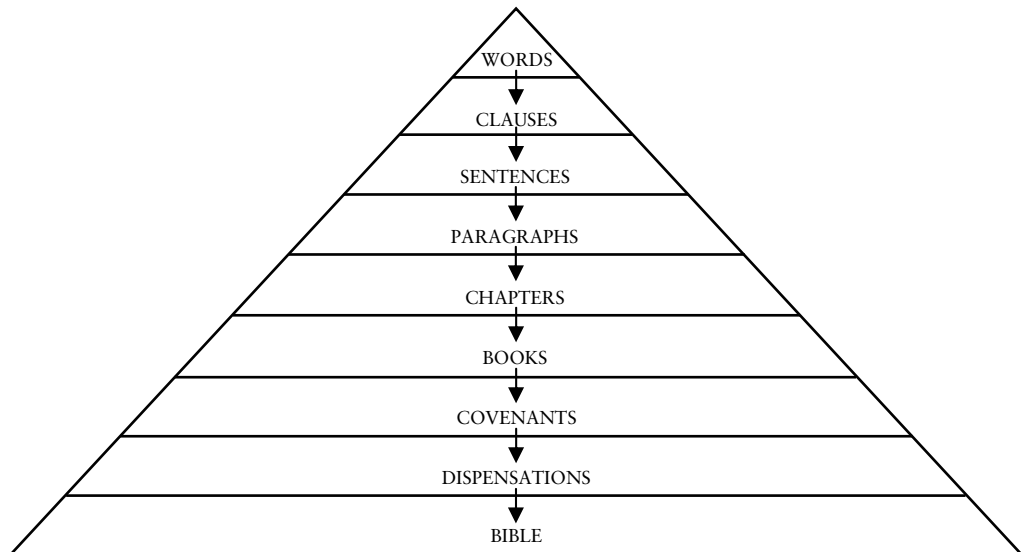 WORDS
CLAUSES
SENTENCES
PARAGRAPHS
CHAPTERS
BOOKS
COVENANTS
DISPENSATIONS
BIBLE